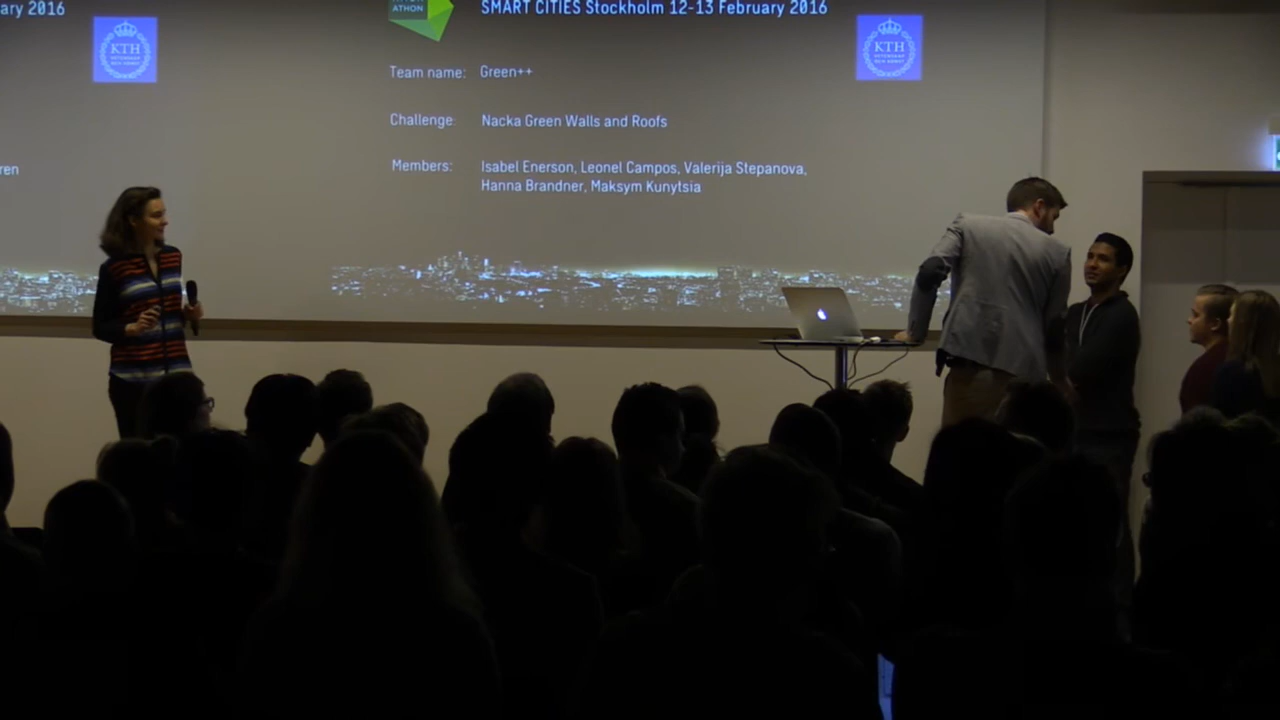 ary 2016
KTH
ren
ATHON
SMART CITIES Stockholm 12-13 February 2016
KTH
Team name: Green++
Challenge: Nacka Green Walls and Roofs
Members: Isabel Enerson, Leonel Campos, Valerija Stepanova,
Hanna Brandner, Maksym Kunytsia